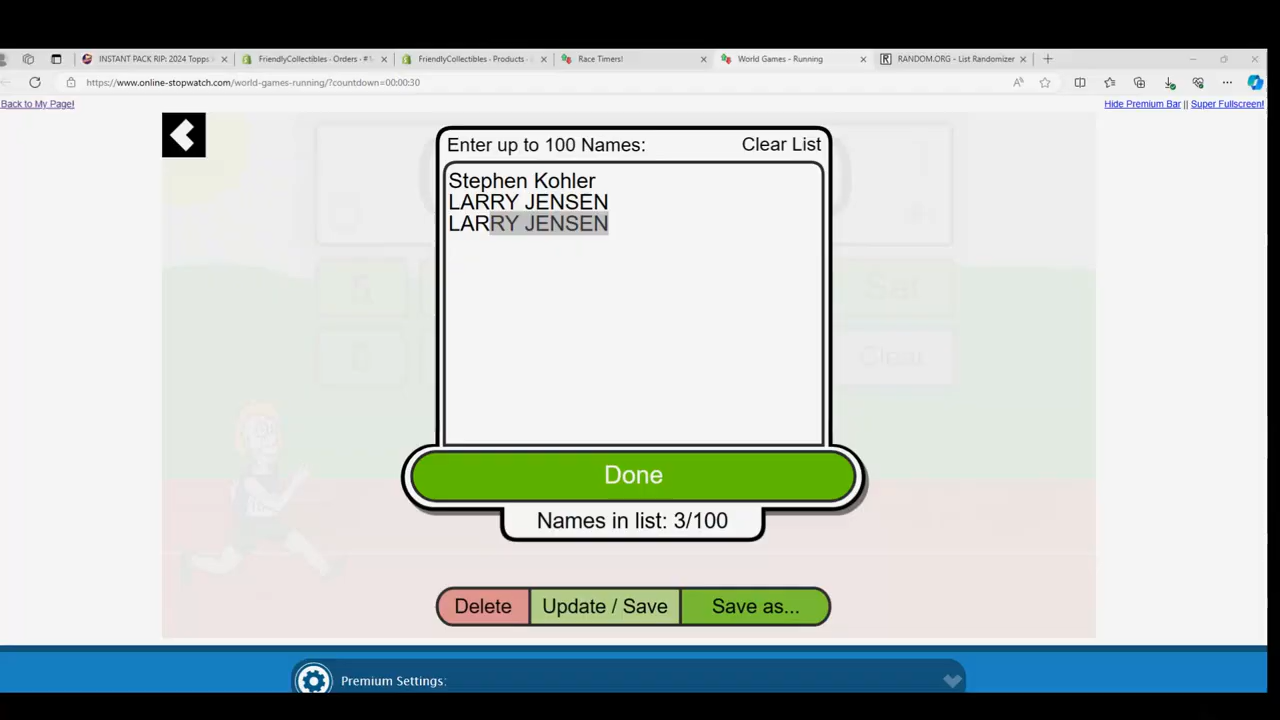 INSTANT PACK RIP: 2024 Topps
FriendlyCollectibles - Orders - #
FriendlyCollectibles - Products -
Race Timers!
World Games - Running
RANDOM.ORG - List Randomizer
https://www.online-stopwatch.com/world-games-running/?countdown=00:00:30
Back to My Page!
Hide Premium Bar || Super Fullscreen!
Enter up to 100 Names:
Clear List
Stephen Kohler
LARRY JENSEN
LARRY JENSEN
Set
Clear
Done
Names in list: 3/100
Delete
Update / Save
Save as...
Premium Settings: